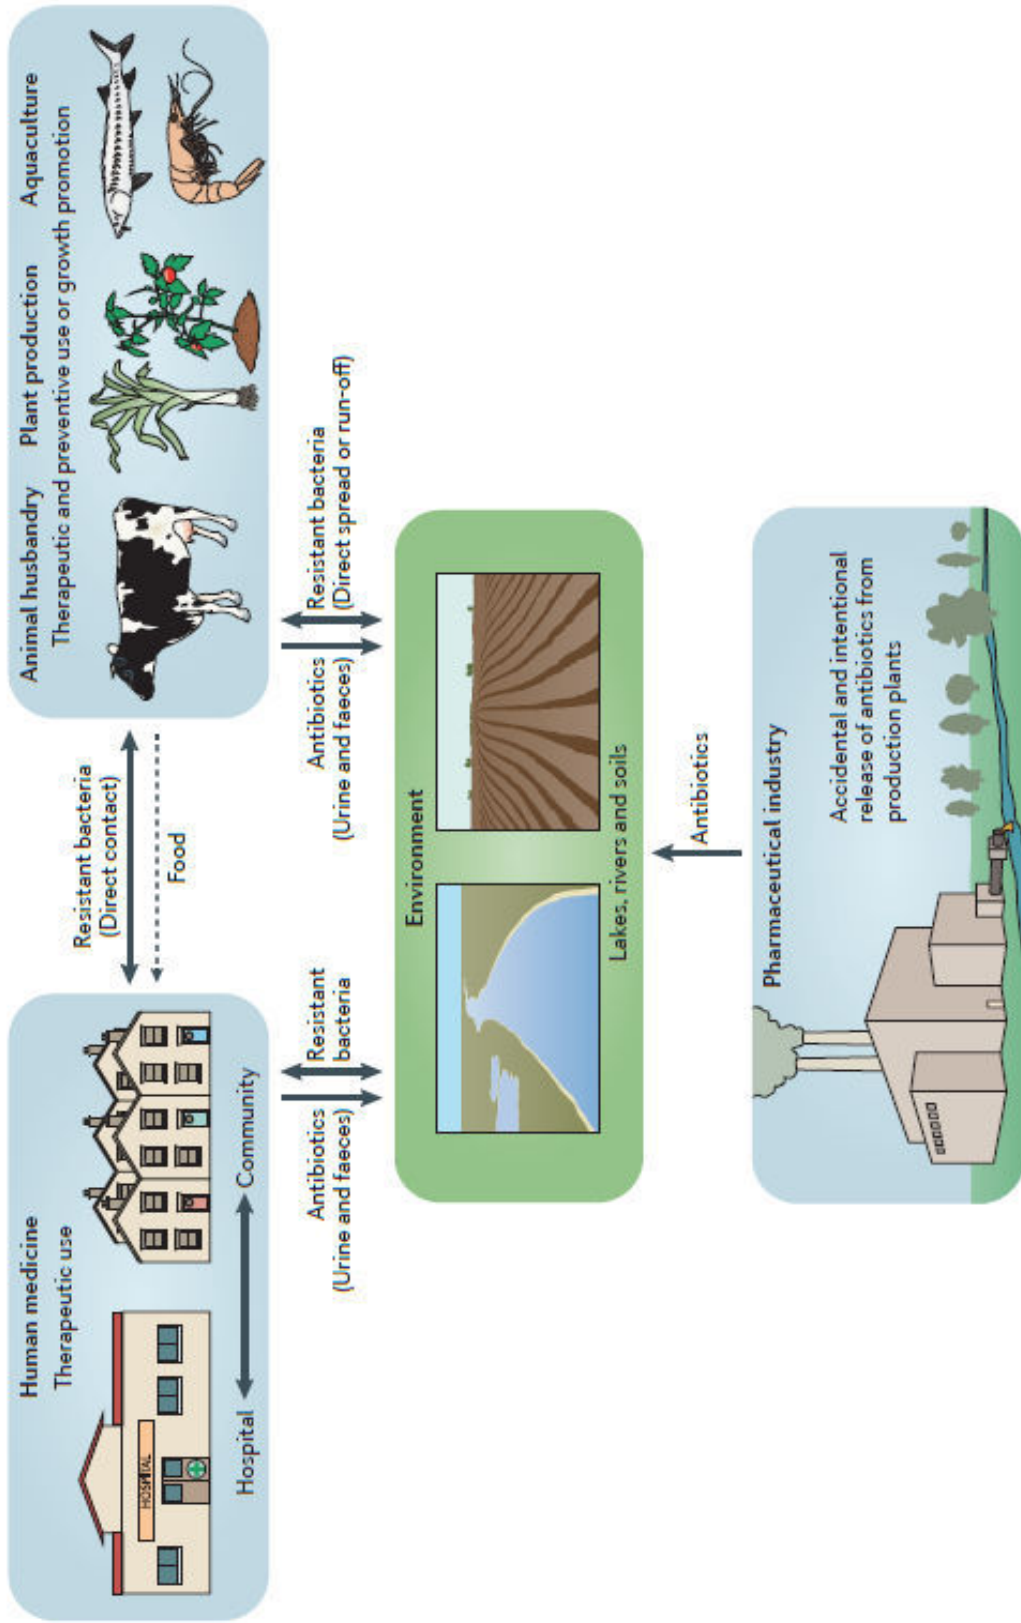 Human medicine
Therapeutic use
HOSPITAL
Hospital
Community
Resistant bacteria
(Direct contact)
Food
Animal husbandry
Plant production
Aquaculture
Therapeutic and preventive use or growth promotion
Antibiotics
(Urine and faeces)
Resistant
bacteria
Antibiotics
(Urine and faeces)
Resistant bacteria
(Direct spread or run-off)
Environment
Lakes, rivers and soils
Antibiotics
Pharmaceutical industry
Accidental and intentional
release of antibiotics from
production plants